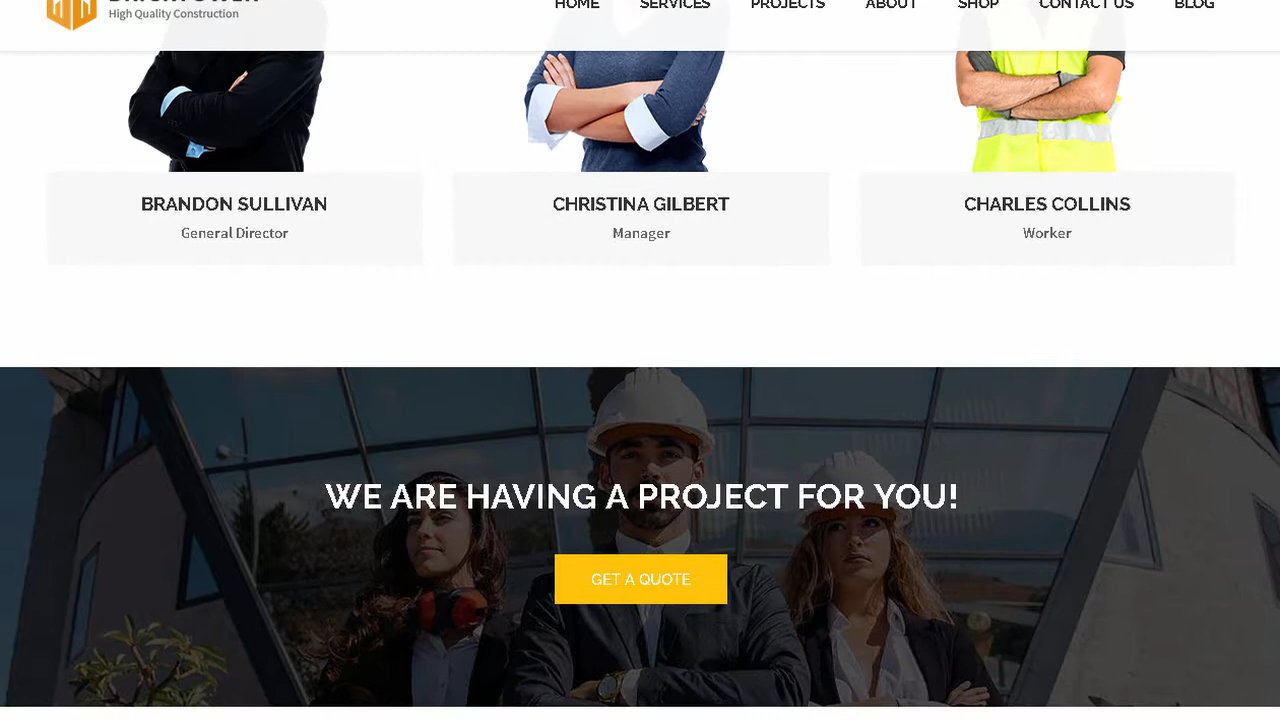 High Quality Construction
HOME SERVICES PROJECTS ABOUT SHOP CONTACT US BLOG
BRANDON SULLIVAN
General Director
CHRISTINA GILBERT
Manager
CHARLES COLLINS
Worker
WE ARE HAVING A PROJECT FOR YOU!
GET A QUOTE